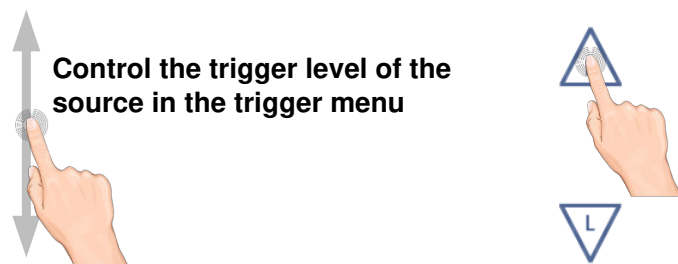 Control the trigger level of the
source in the trigger menu
L